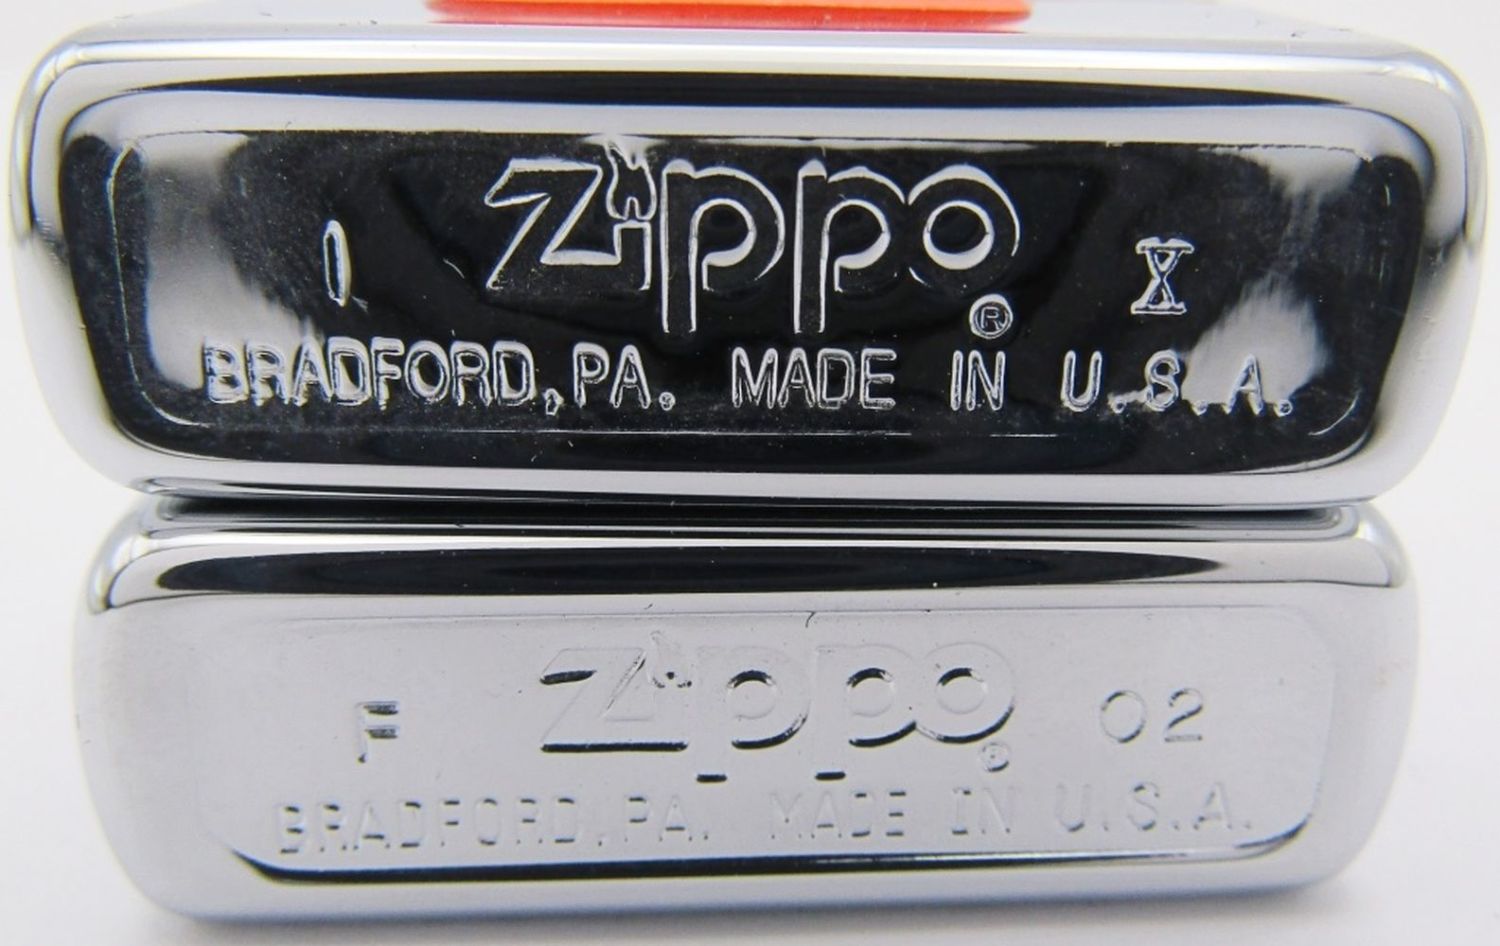 I Zippo® X
BRADFORD, PA. MADE IN U.S.A.
F Zippo® 02
BRADFORD, PA. MADE IN U.S.A.